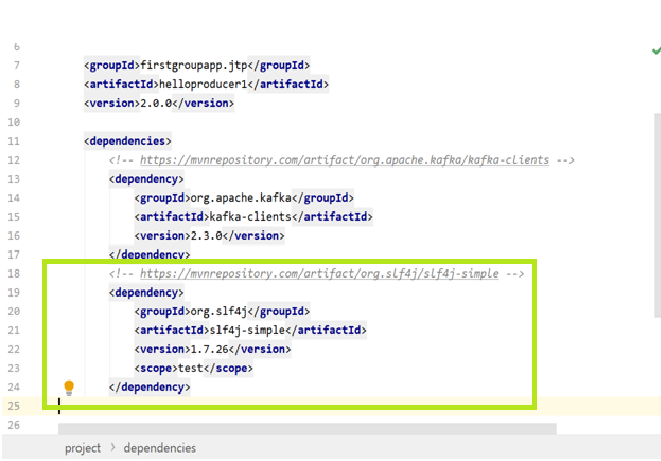 6
7 <groupId>firstgroupapp.jtp</groupId>
8 <artifactId>helloproducer1</artifactId>
9 <version>2.0.0</version>
10
11 <dependencies>
12 <!-- https://mvnrepository.com/artifact/org.apache.kafka/kafka-clients -->
13 <dependency>
14 <groupId>org.apache.kafka</groupId>
15 <artifactId>kafka-clients</artifactId>
16 <version>2.3.0</version>
17 </dependency>
18 <!-- https://mvnrepository.com/artifact/org.slf4j/slf4j-simple -->
19 <dependency>
20 <groupId>org.slf4j</groupId>
21 <artifactId>slf4j-simple</artifactId>
22 <version>1.7.26</version>
23 <scope>test</scope>
24 </dependency>
25
26
project > dependencies